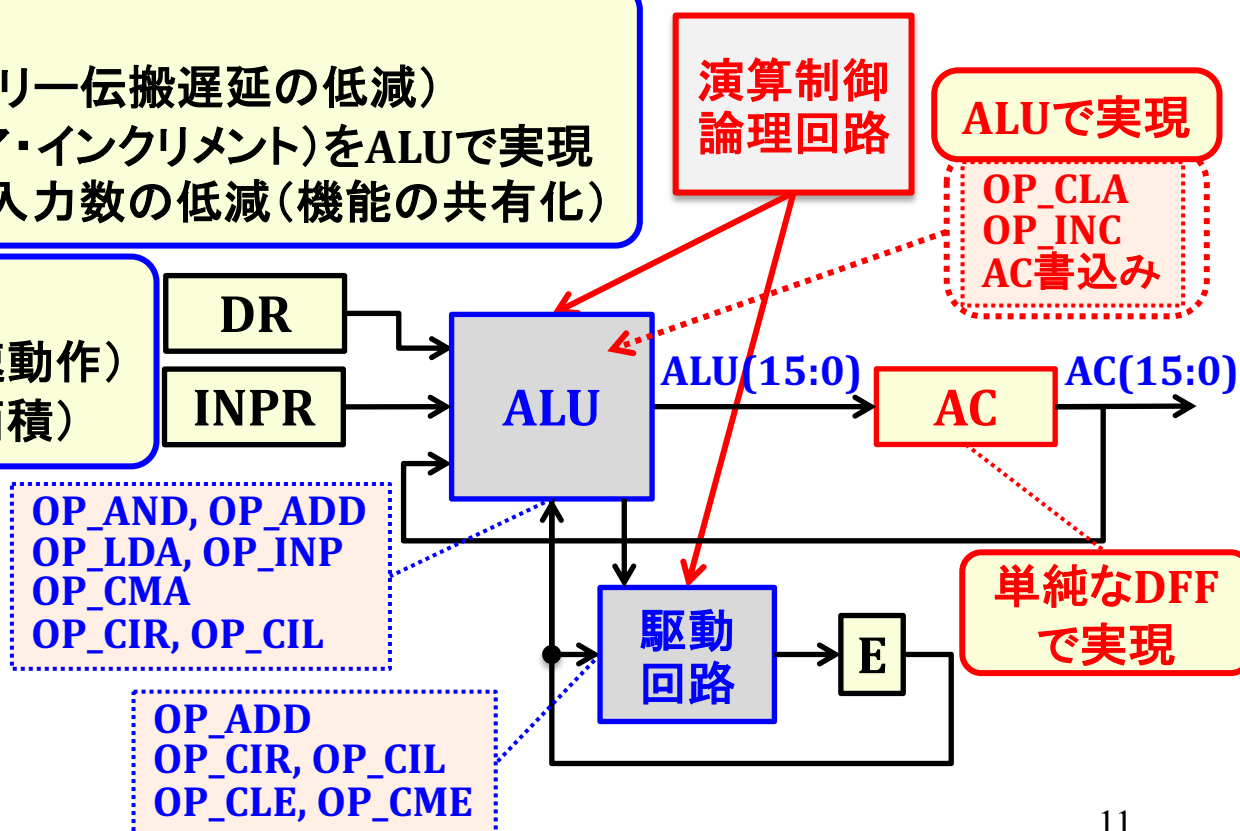 リー伝搬遅延の低減）
ア・インクリメント）をALUで実現
入力数の低減（機能の共有化）
演算制御
論理回路
ALUで実現
OP_CLA
OP_INC
AC書込み
動作）
積）
DR
INPR
ALU
ALU(15:0)
AC
AC(15:0)
OP_AND, OP_ADD
OP_LDA, OP_INP
OP_CMA
OP_CIR, OP_CIL
単純なDFF
で実現
駆動
回路
E
OP_ADD
OP_CIR, OP_CIL
OP_CLE, OP_CME
11